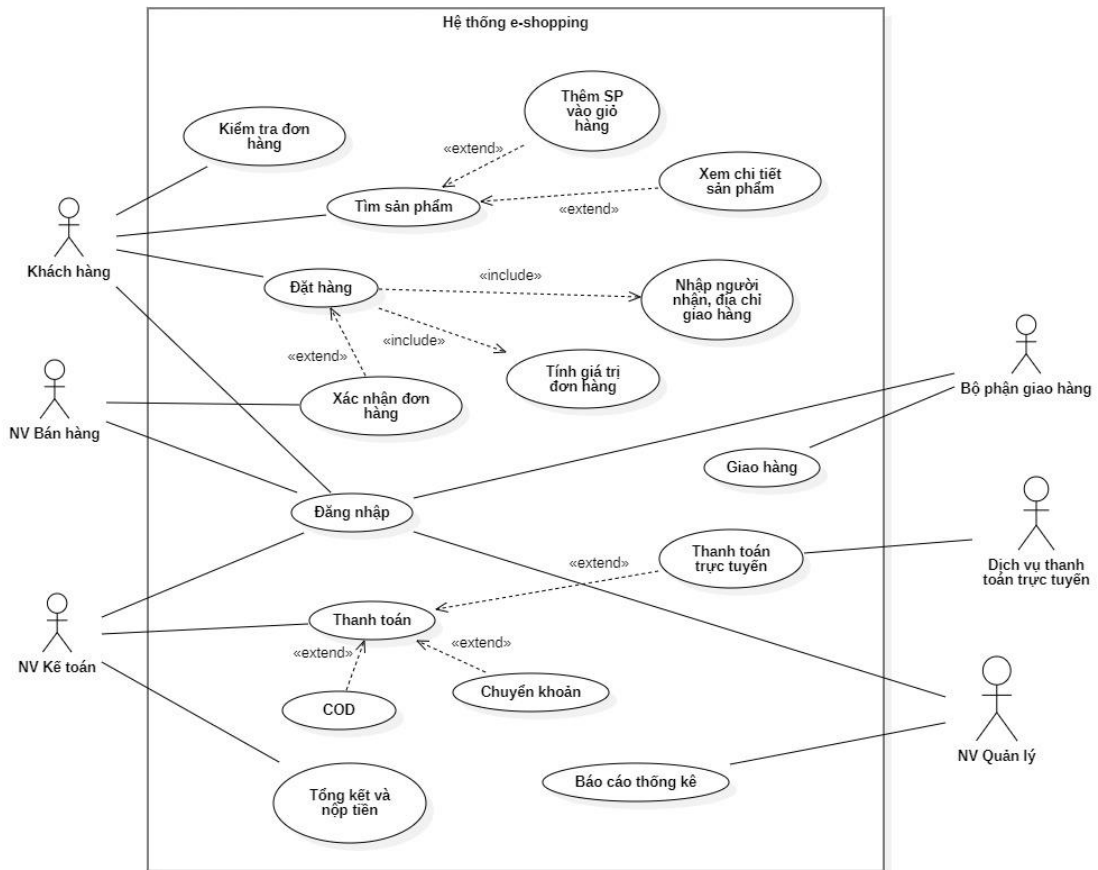 Hệ thống e-shopping
Thêm SP
vào giỏ
hàng
Kiểm tra đơn
hàng
«extend»
Xem chi tiết
sản phẩm
Tìm sản phẩm
«extend»
Khách hàng
Đặt hàng
«include»
Nhập người
nhận, địa chỉ
giao hàng
«extend»
«include»
Tính giá trị
đơn hàng
Bộ phận giao hàng
Xác nhận đơn
hàng
NV Bán hàng
Giao hàng
Đăng nhập
Thanh toán
trực tuyến
«extend»
Dịch vụ thanh
toán trực tuyến
Thanh toán
«extend»
«extend»
NV Kế toán
Chuyển khoản
COD
NV Quản lý
Báo cáo thống kê
Tổng kết và
nộp tiền